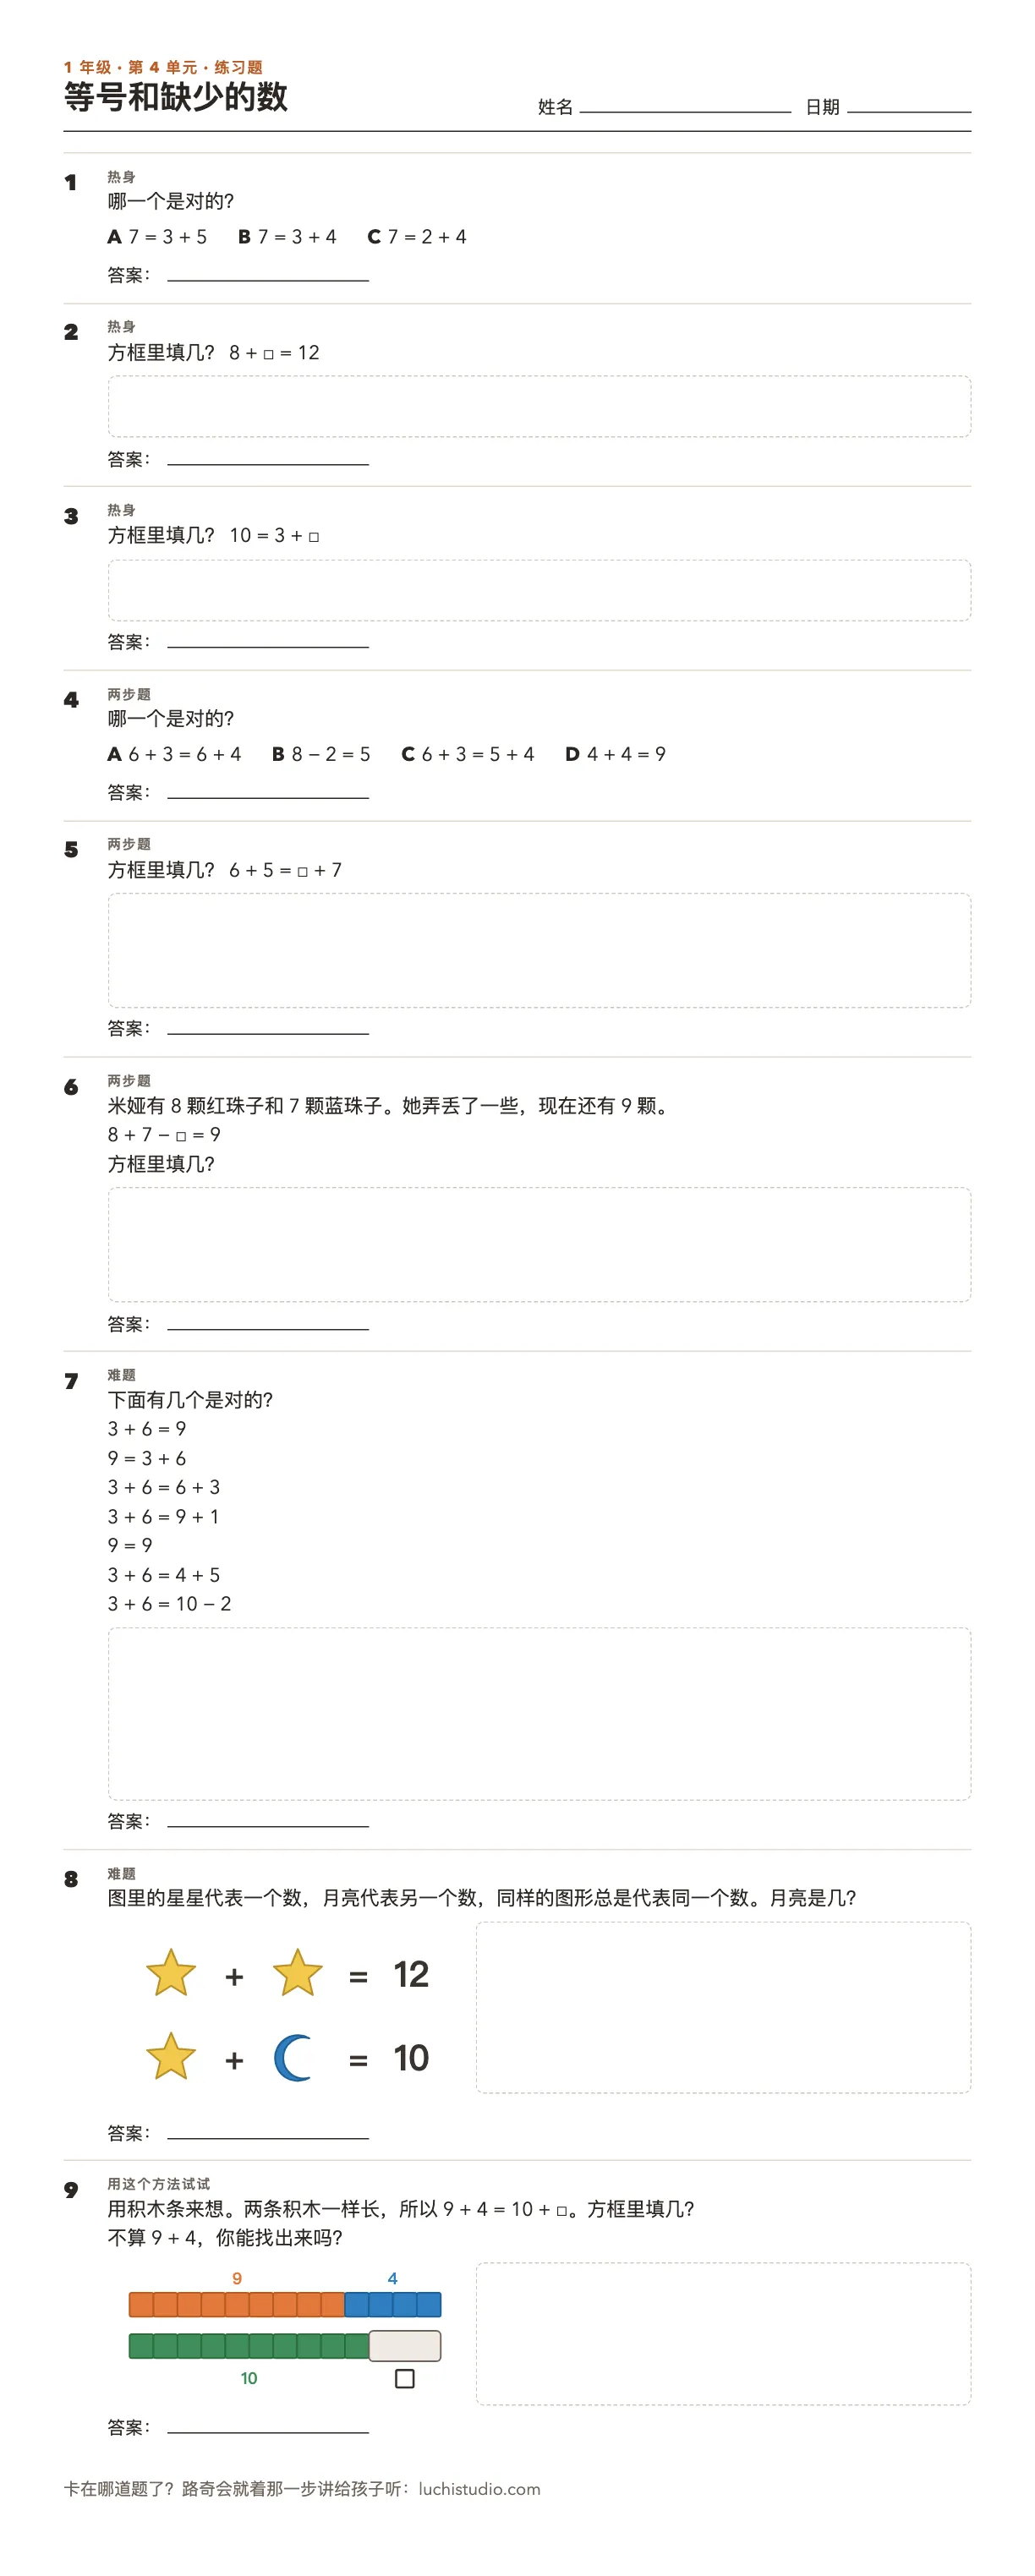 1 年级 · 第 4 单元 · 练习题
等号和缺少的数
姓名 日期
1 热身
哪一个是对的?
A 7 = 3 + 5 B 7 = 3 + 4 C 7 = 2 + 4
答案:
2 热身
方框里填几? 8 + □ = 12
答案:
3 热身
方框里填几? 10 = 3 + □
答案:
4 两步题
哪一个是对的?
A 6 + 3 = 6 + 4 B 8 − 2 = 5 C 6 + 3 = 5 + 4 D 4 + 4 = 9
答案:
5 两步题
方框里填几? 6 + 5 = □ + 7
答案:
6 两步题
米娅有 8 颗红珠子和 7 颗蓝珠子。她弄丢了一些，现在还有 9 颗。
8 + 7 − □ = 9
方框里填几?
答案:
7 难题
下面有几个是对的?
3 + 6 = 9
9 = 3 + 6
3 + 6 = 6 + 3
3 + 6 = 9 + 1
9 = 9
3 + 6 = 4 + 5
3 + 6 = 10 − 2
答案:
8 难题
图里的星星代表一个数，月亮代表另一个数，同样的图形总是代表同一个数。月亮是几?
+ = 12
+ = 10
答案:
9 用这个方法试试
用积木条来想。两条积木一样长，所以 9 + 4 = 10 + □。方框里填几?
不算 9 + 4，你能找出来吗?
9 4
10 □
答案:
卡在哪道题了? 路奇会就着那一步讲给孩子听: luchistudio.com